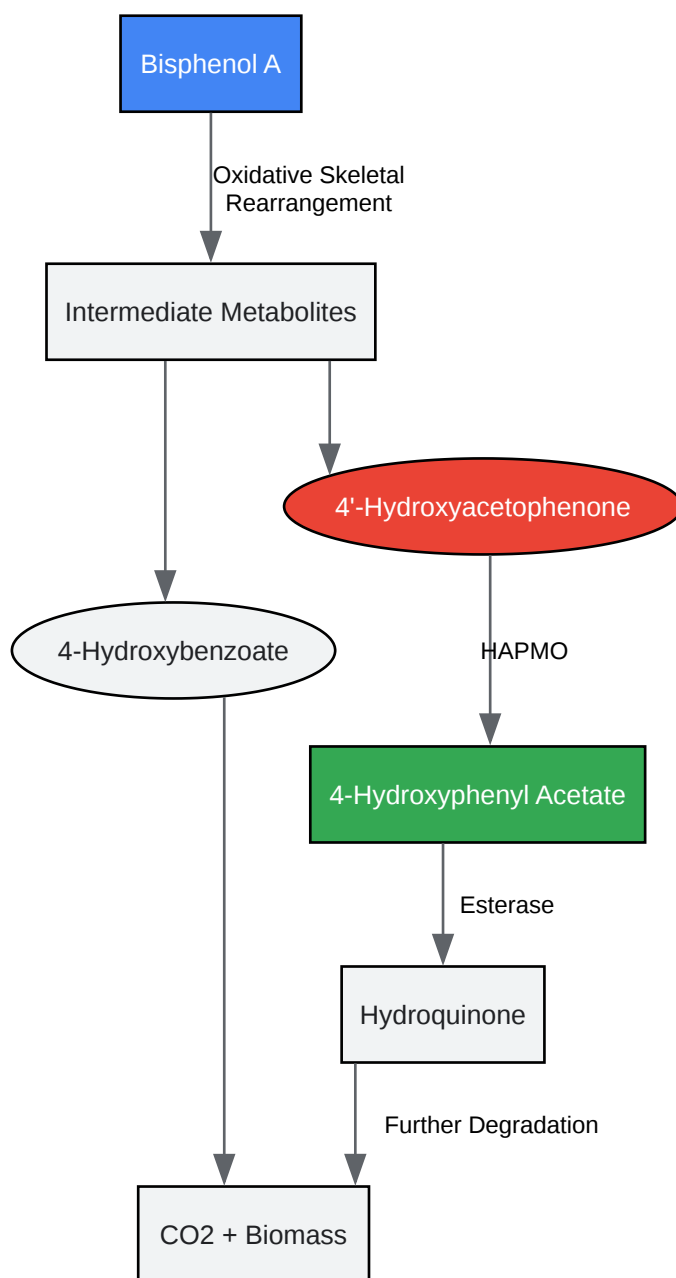 Bisphenol A
Oxidative Skeletal
Rearrangement
Intermediate Metabolites
4'-Hydroxyacetophenone
4-Hydroxybenzoate
HAPMO
4-Hydroxyphenyl Acetate
Esterase
Hydroquinone
Further Degradation
CO2 + Biomass